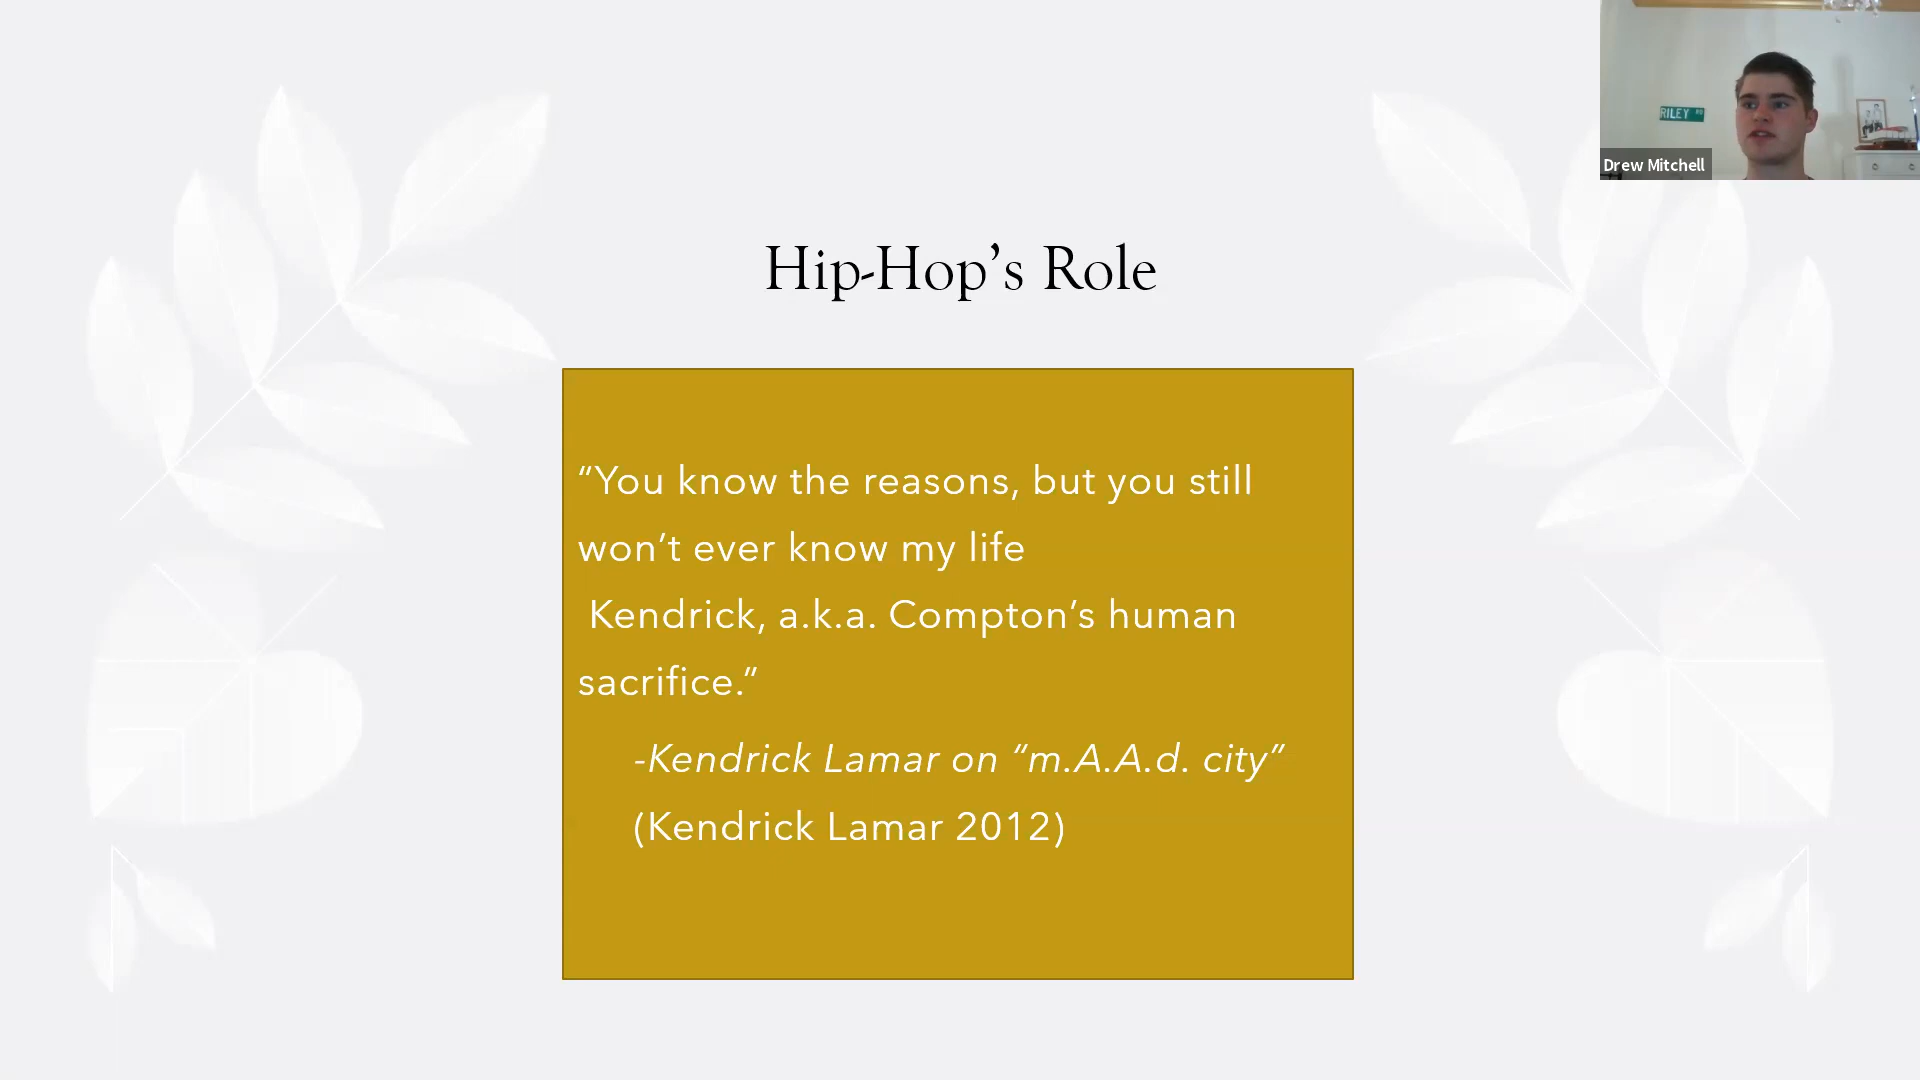 RILEY RD
Drew Mitchell
Hip-Hop’s Role
“You know the reasons, but you still
won’t ever know my life
Kendrick, a.k.a. Compton’s human
sacrifice.”
-Kendrick Lamar on “m.A.A.d. city”
(Kendrick Lamar 2012)